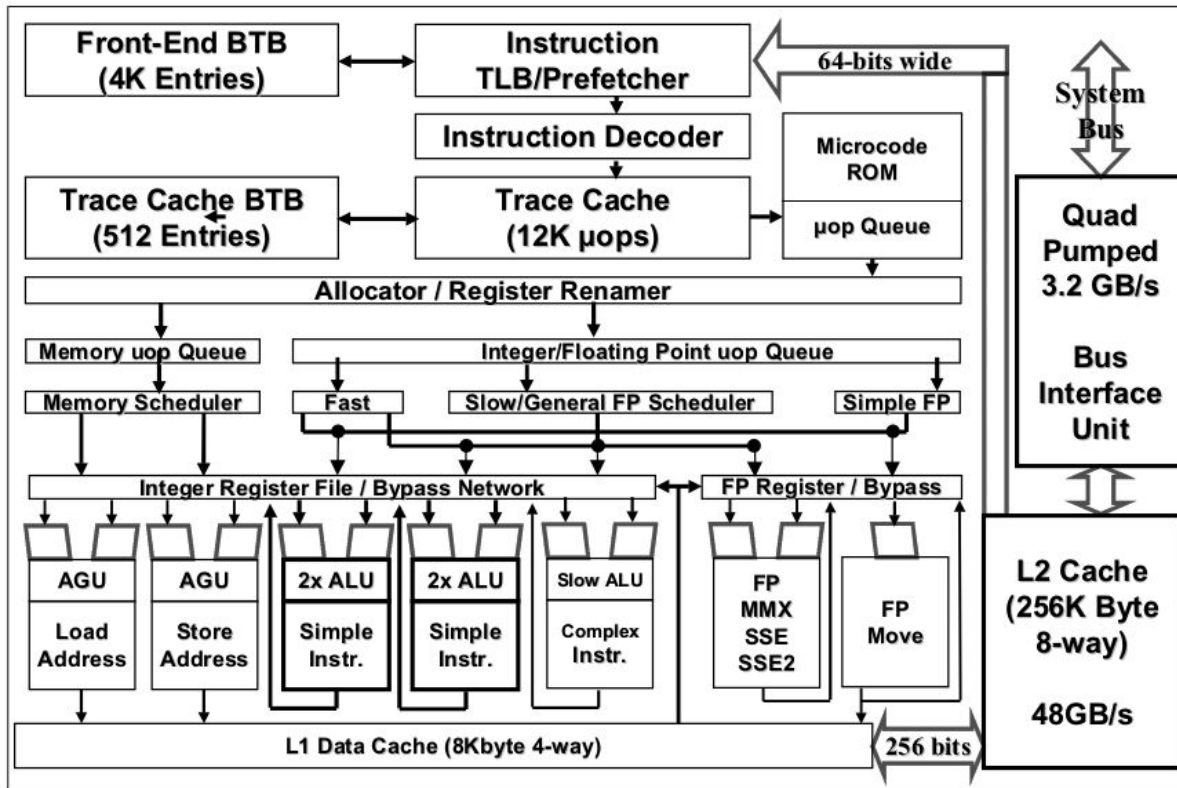 Front-End BTB
(4K Entries)
Instruction
TLB/Prefetcher
64-bits wide
System
Bus
Instruction Decoder
Microcode
ROM
Trace Cache BTB
(512 Entries)
Trace Cache
(12K µops)
µop Queue
Quad
Pumped
3.2 GB/s
Bus
Interface
Unit
Allocator / Register Renamer
Memory uop Queue
Integer/Floating Point uop Queue
Memory Scheduler
Fast
Slow/General FP Scheduler
Simple FP
Integer Register File / Bypass Network
FP Register / Bypass
AGU
Load
Address
AGU
Store
Address
2x ALU
Simple
Instr.
2x ALU
Simple
Instr.
Slow ALU
Complex
Instr.
FP
MMX
SSE
SSE2
FP
Move
L2 Cache
(256K Byte
8-way)
48GB/s
L1 Data Cache (8Kbyte 4-way)
256 bits